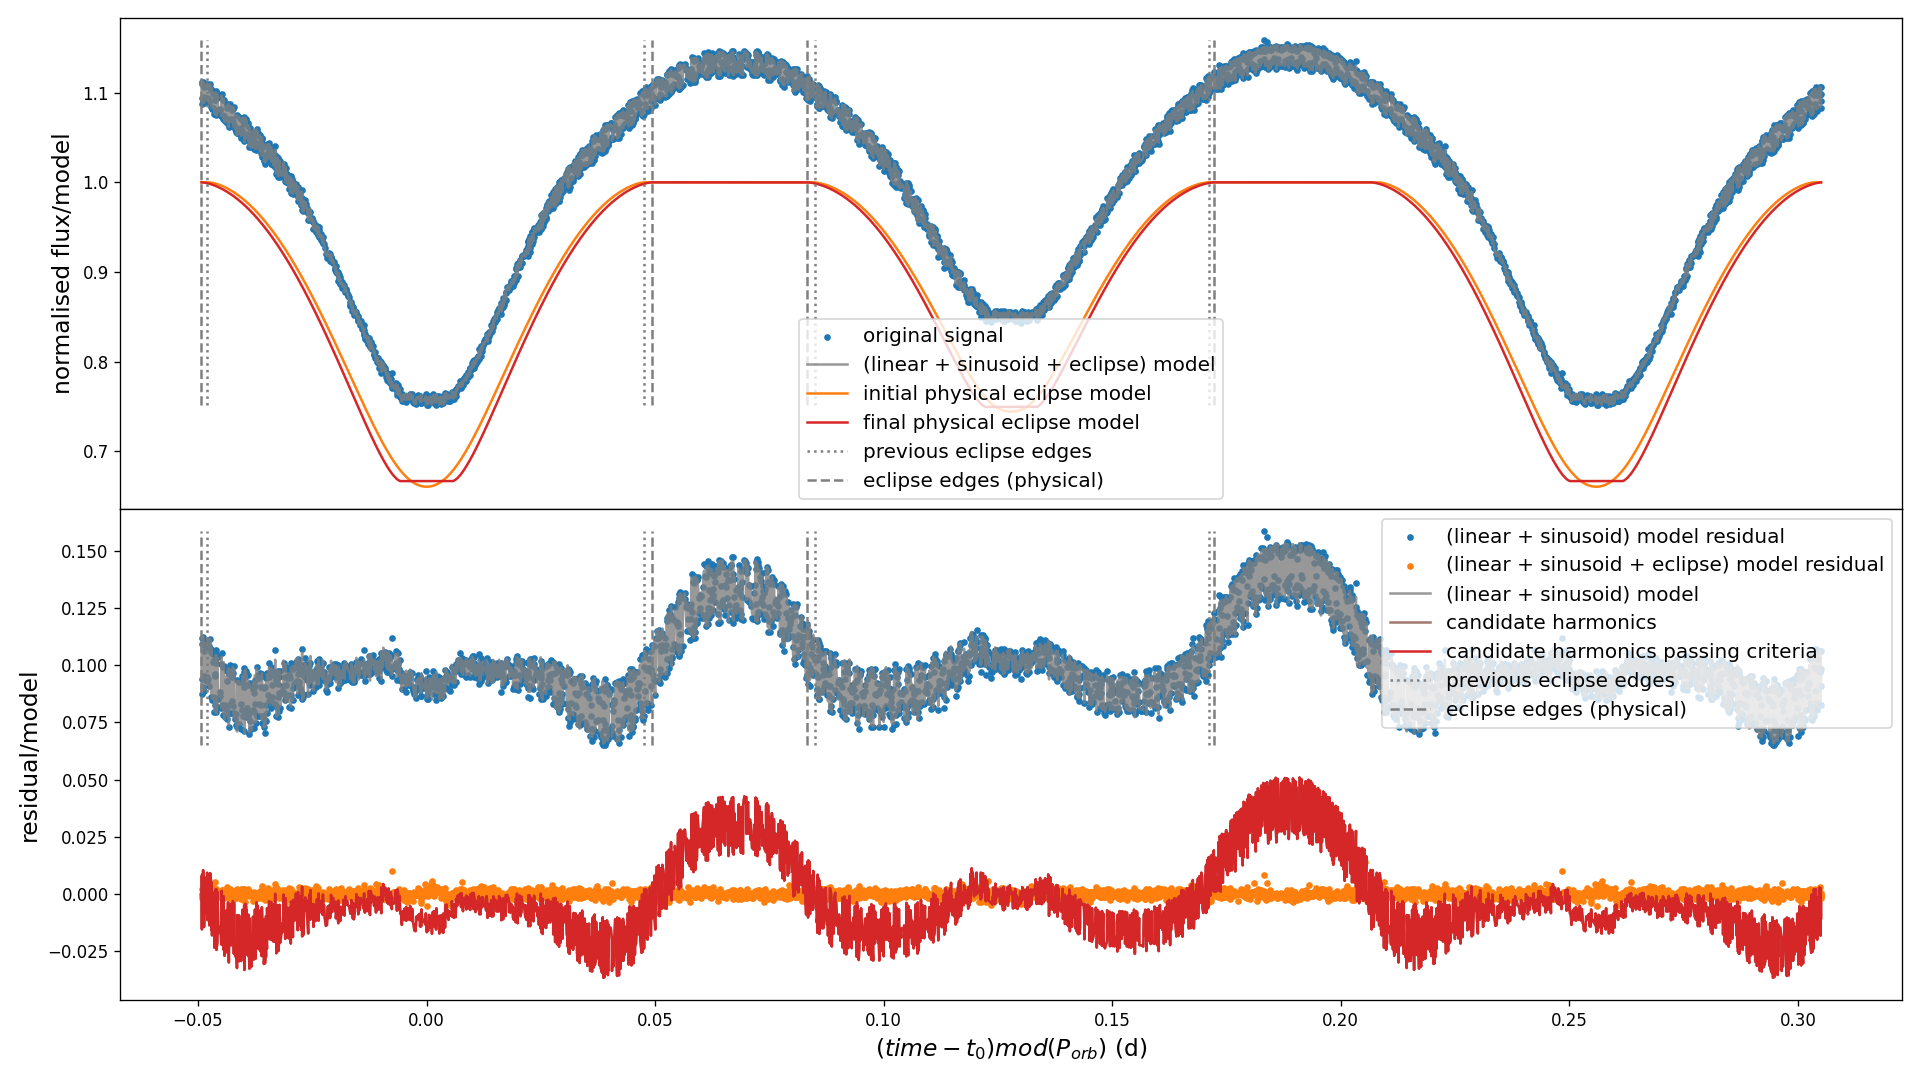 normalised flux/model
1.1
1.0
0.9
0.8
0.7
original signal
(linear + sinusoid + eclipse) model
initial physical eclipse model
final physical eclipse model
previous eclipse edges
eclipse edges (physical)
residual/model
0.150
0.125
0.100
0.075
0.050
0.025
0.000
−0.025
(linear + sinusoid) model residual
(linear + sinusoid + eclipse) model residual
(linear + sinusoid) model
candidate harmonics
candidate harmonics passing criteria
previous eclipse edges
eclipse edges (physical)
−0.05 0.00 0.05 0.10 0.15 0.20 0.25 0.30
(time − t₀)mod(P_orb) (d)